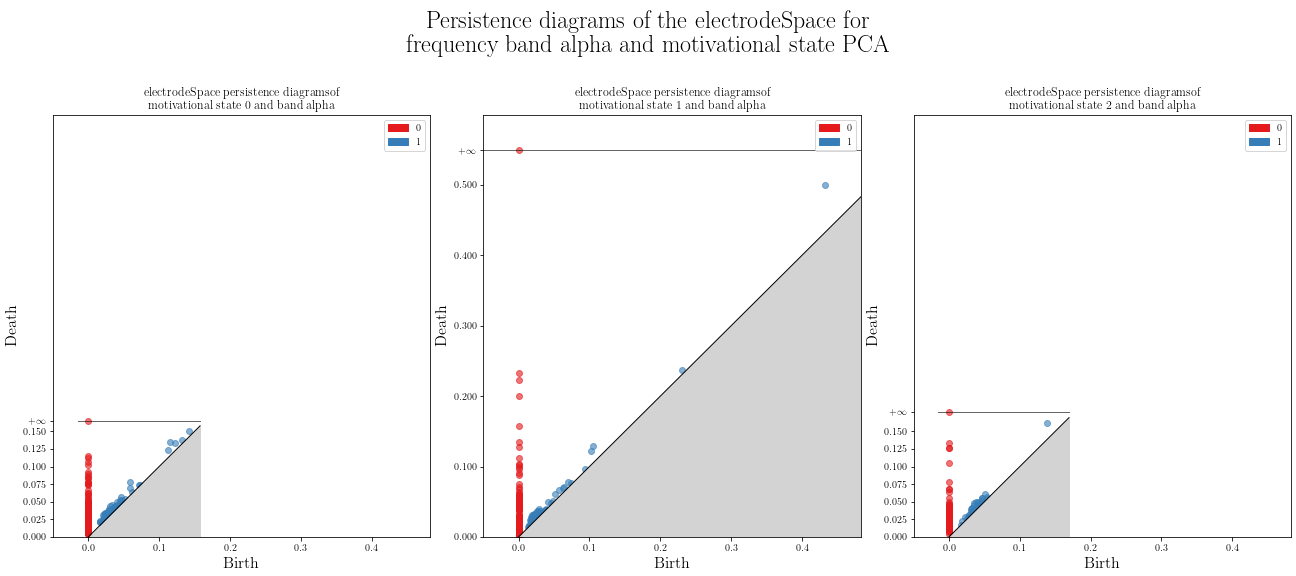 Persistence diagrams of the electrodeSpace for
frequency band alpha and motivational state PCA
electrodeSpace persistence diagramsof
motivational state 0 and band alpha
0
1
+∞
0.150
0.125
0.100
0.075
0.050
0.025
0.000
0.0 0.1 0.2 0.3 0.4
Birth
Death
electrodeSpace persistence diagramsof
motivational state 1 and band alpha
0
1
+∞
0.500
0.400
0.300
0.200
0.100
0.000
0.0 0.1 0.2 0.3 0.4
Birth
Death
electrodeSpace persistence diagramsof
motivational state 2 and band alpha
0
1
+∞
0.150
0.125
0.100
0.075
0.050
0.025
0.000
0.0 0.1 0.2 0.3 0.4
Birth
Death